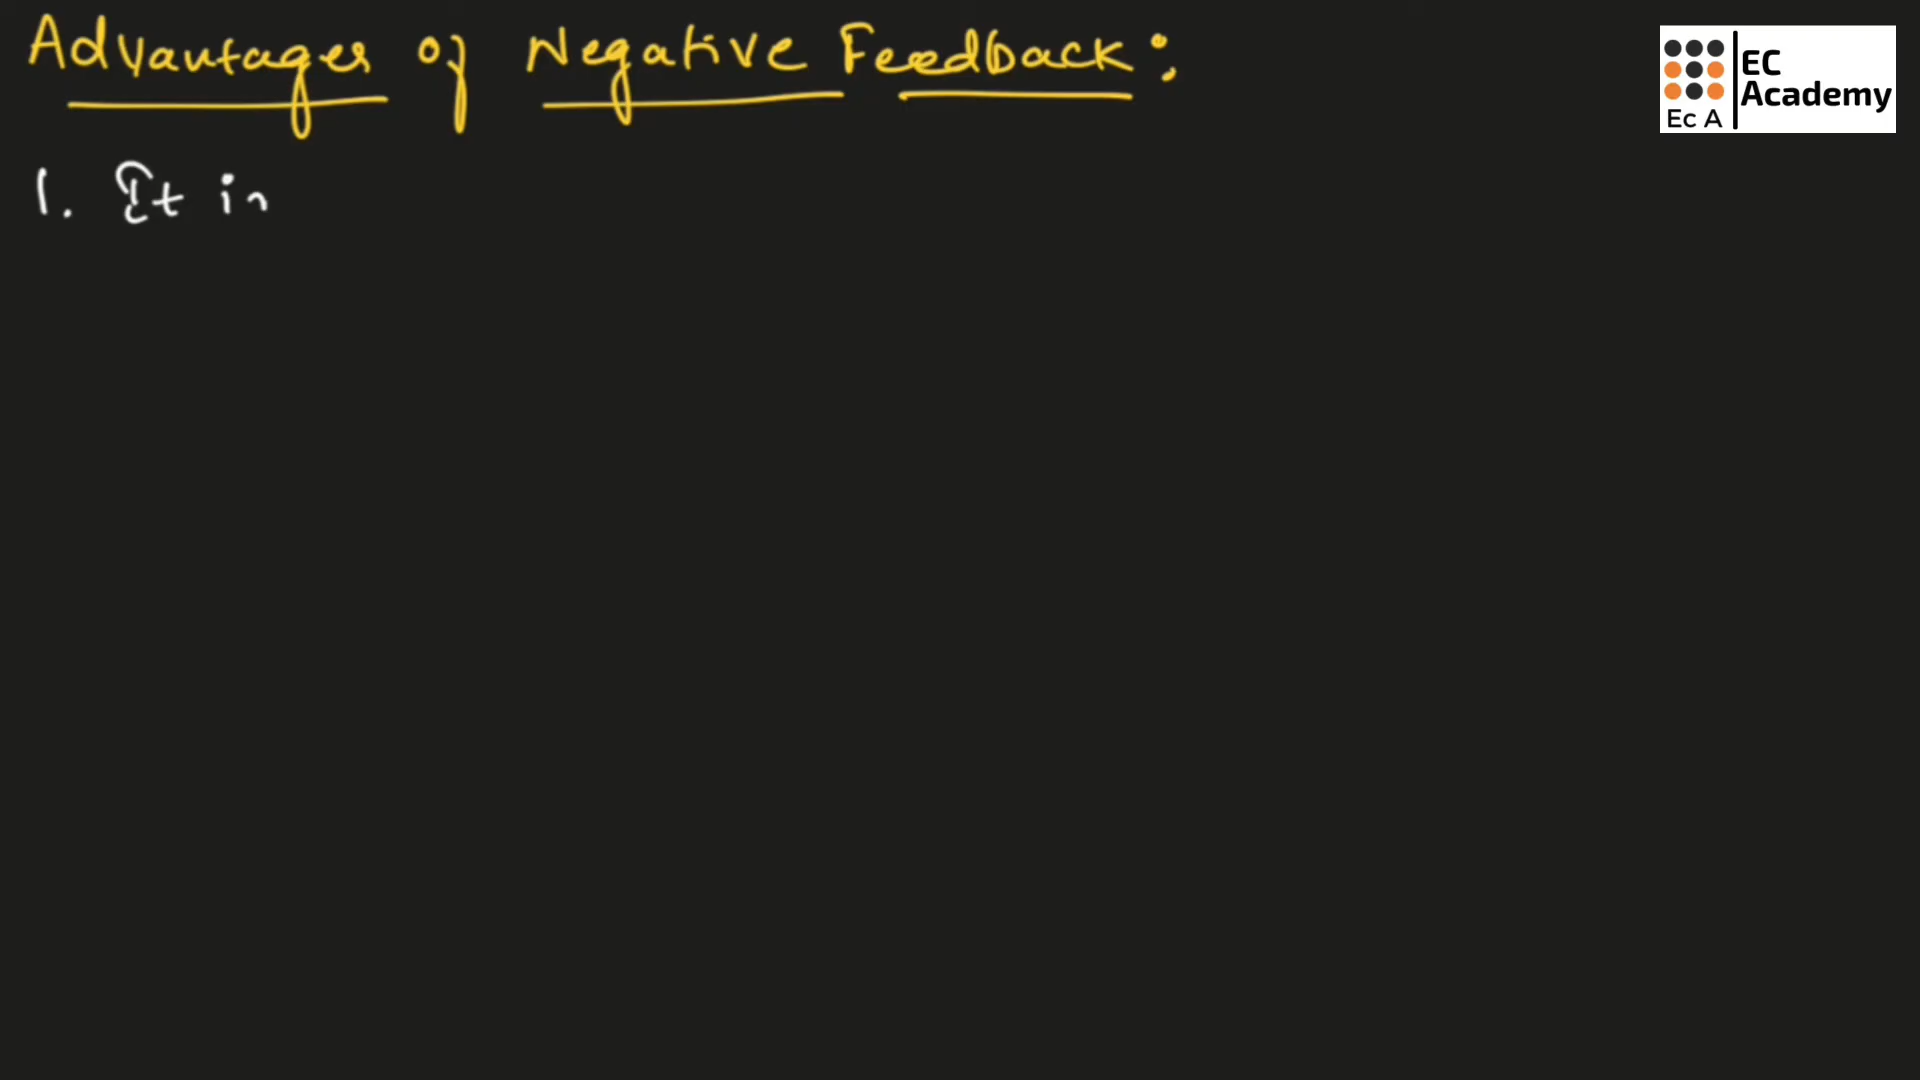 Advantages of Negative Feedback:
EC
Academy
Ec A
1. It in